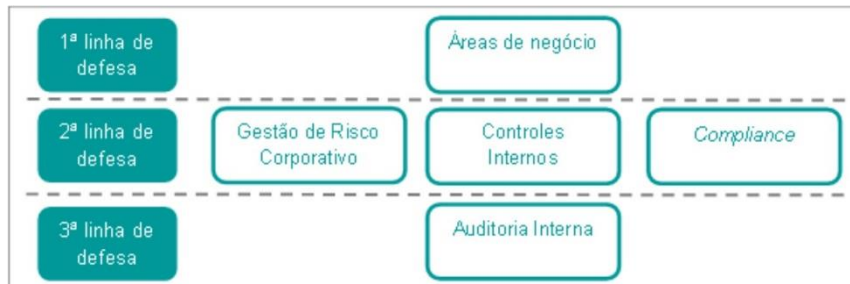 1ª linha de
defesa
Áreas de negócio
2ª linha de
defesa
Gestão de Risco
Corporativo
Controles
Internos
Compliance
3ª linha de
defesa
Auditoria Interna